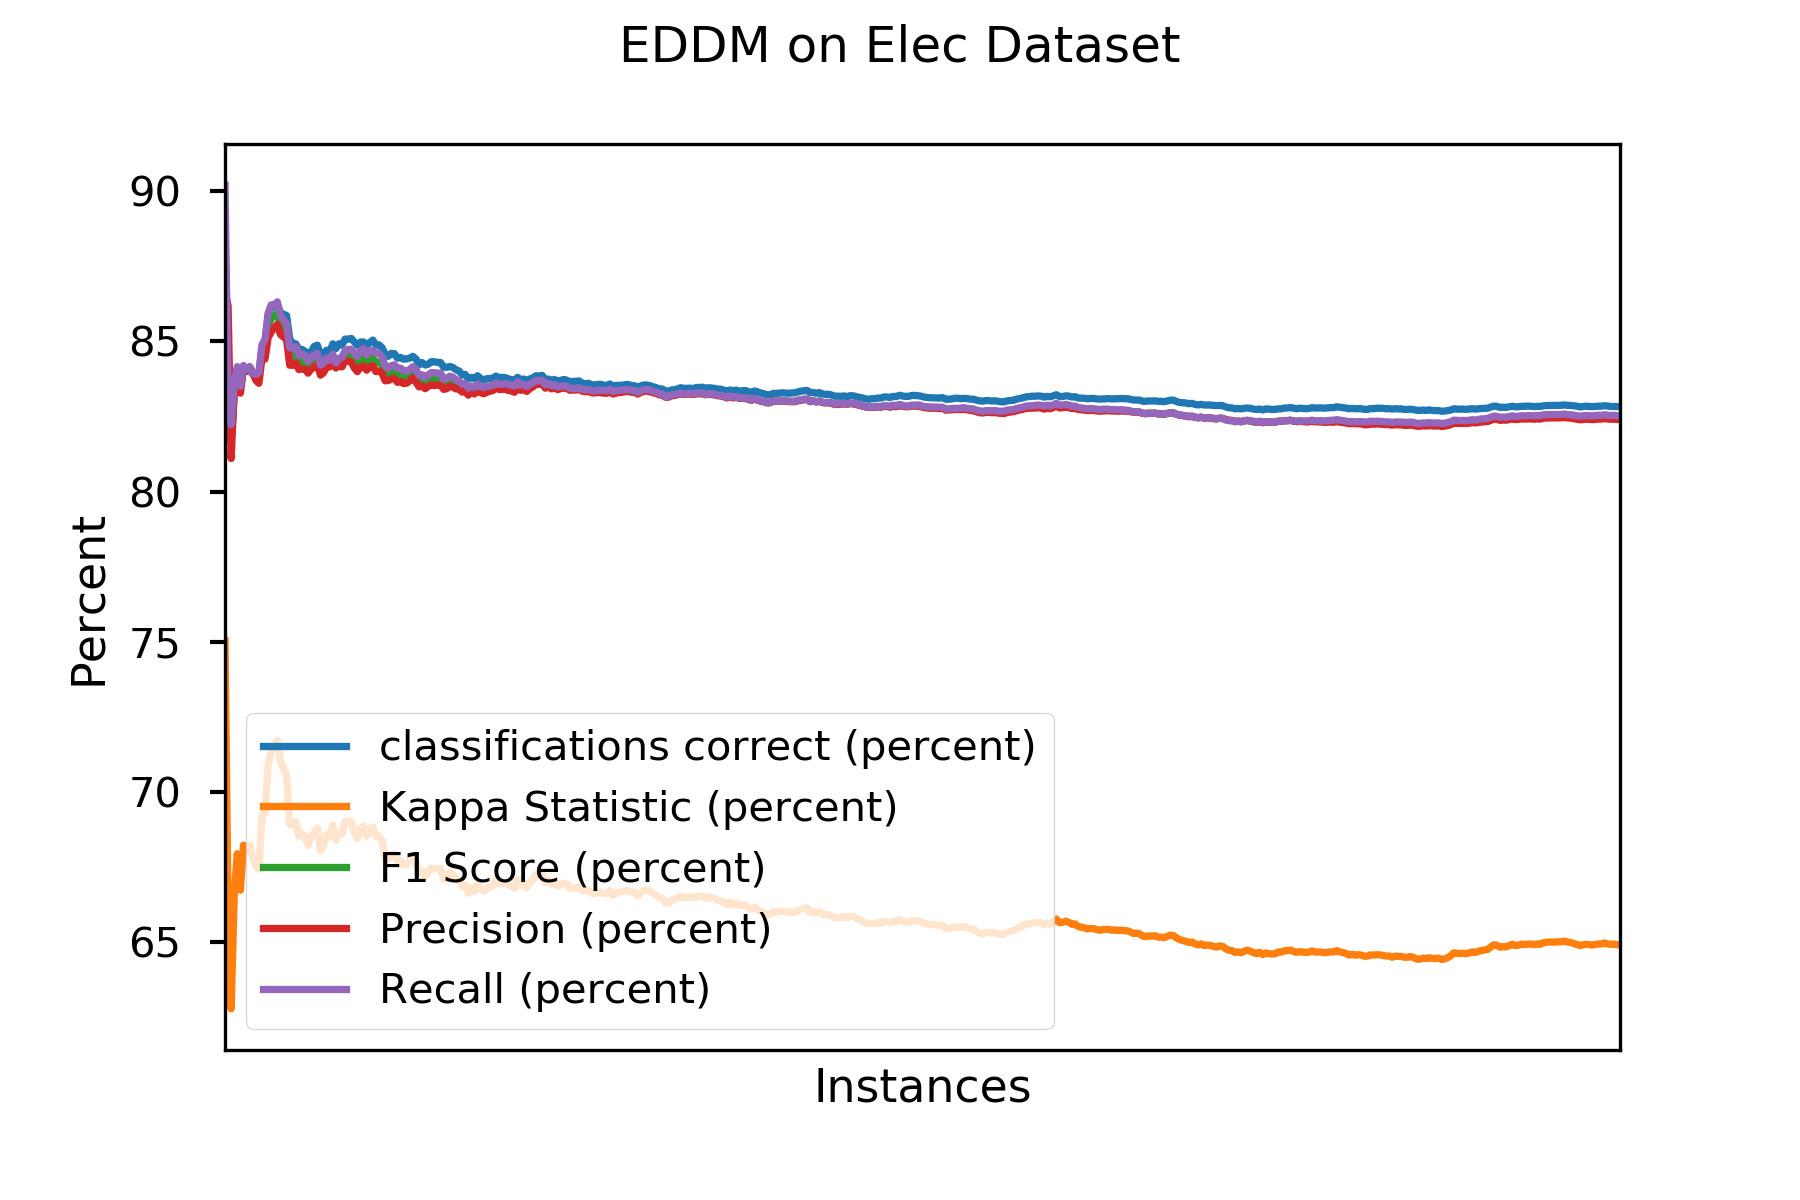 EDDM on Elec Dataset
90
85
80
75
70
65
Percent
classifications correct (percent)
Kappa Statistic (percent)
F1 Score (percent)
Precision (percent)
Recall (percent)
Instances